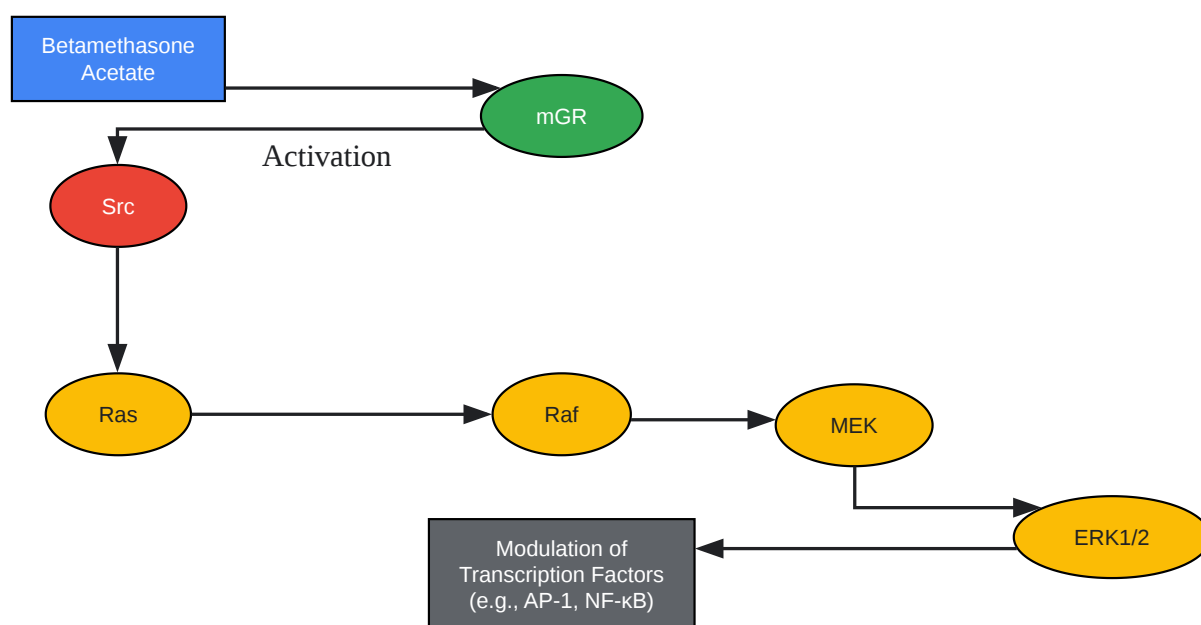 Betamethasone
Acetate
mGR
Activation
Src
Ras
Raf
MEK
ERK1/2
Modulation of
Transcription Factors
(e.g., AP-1, NF-κB)